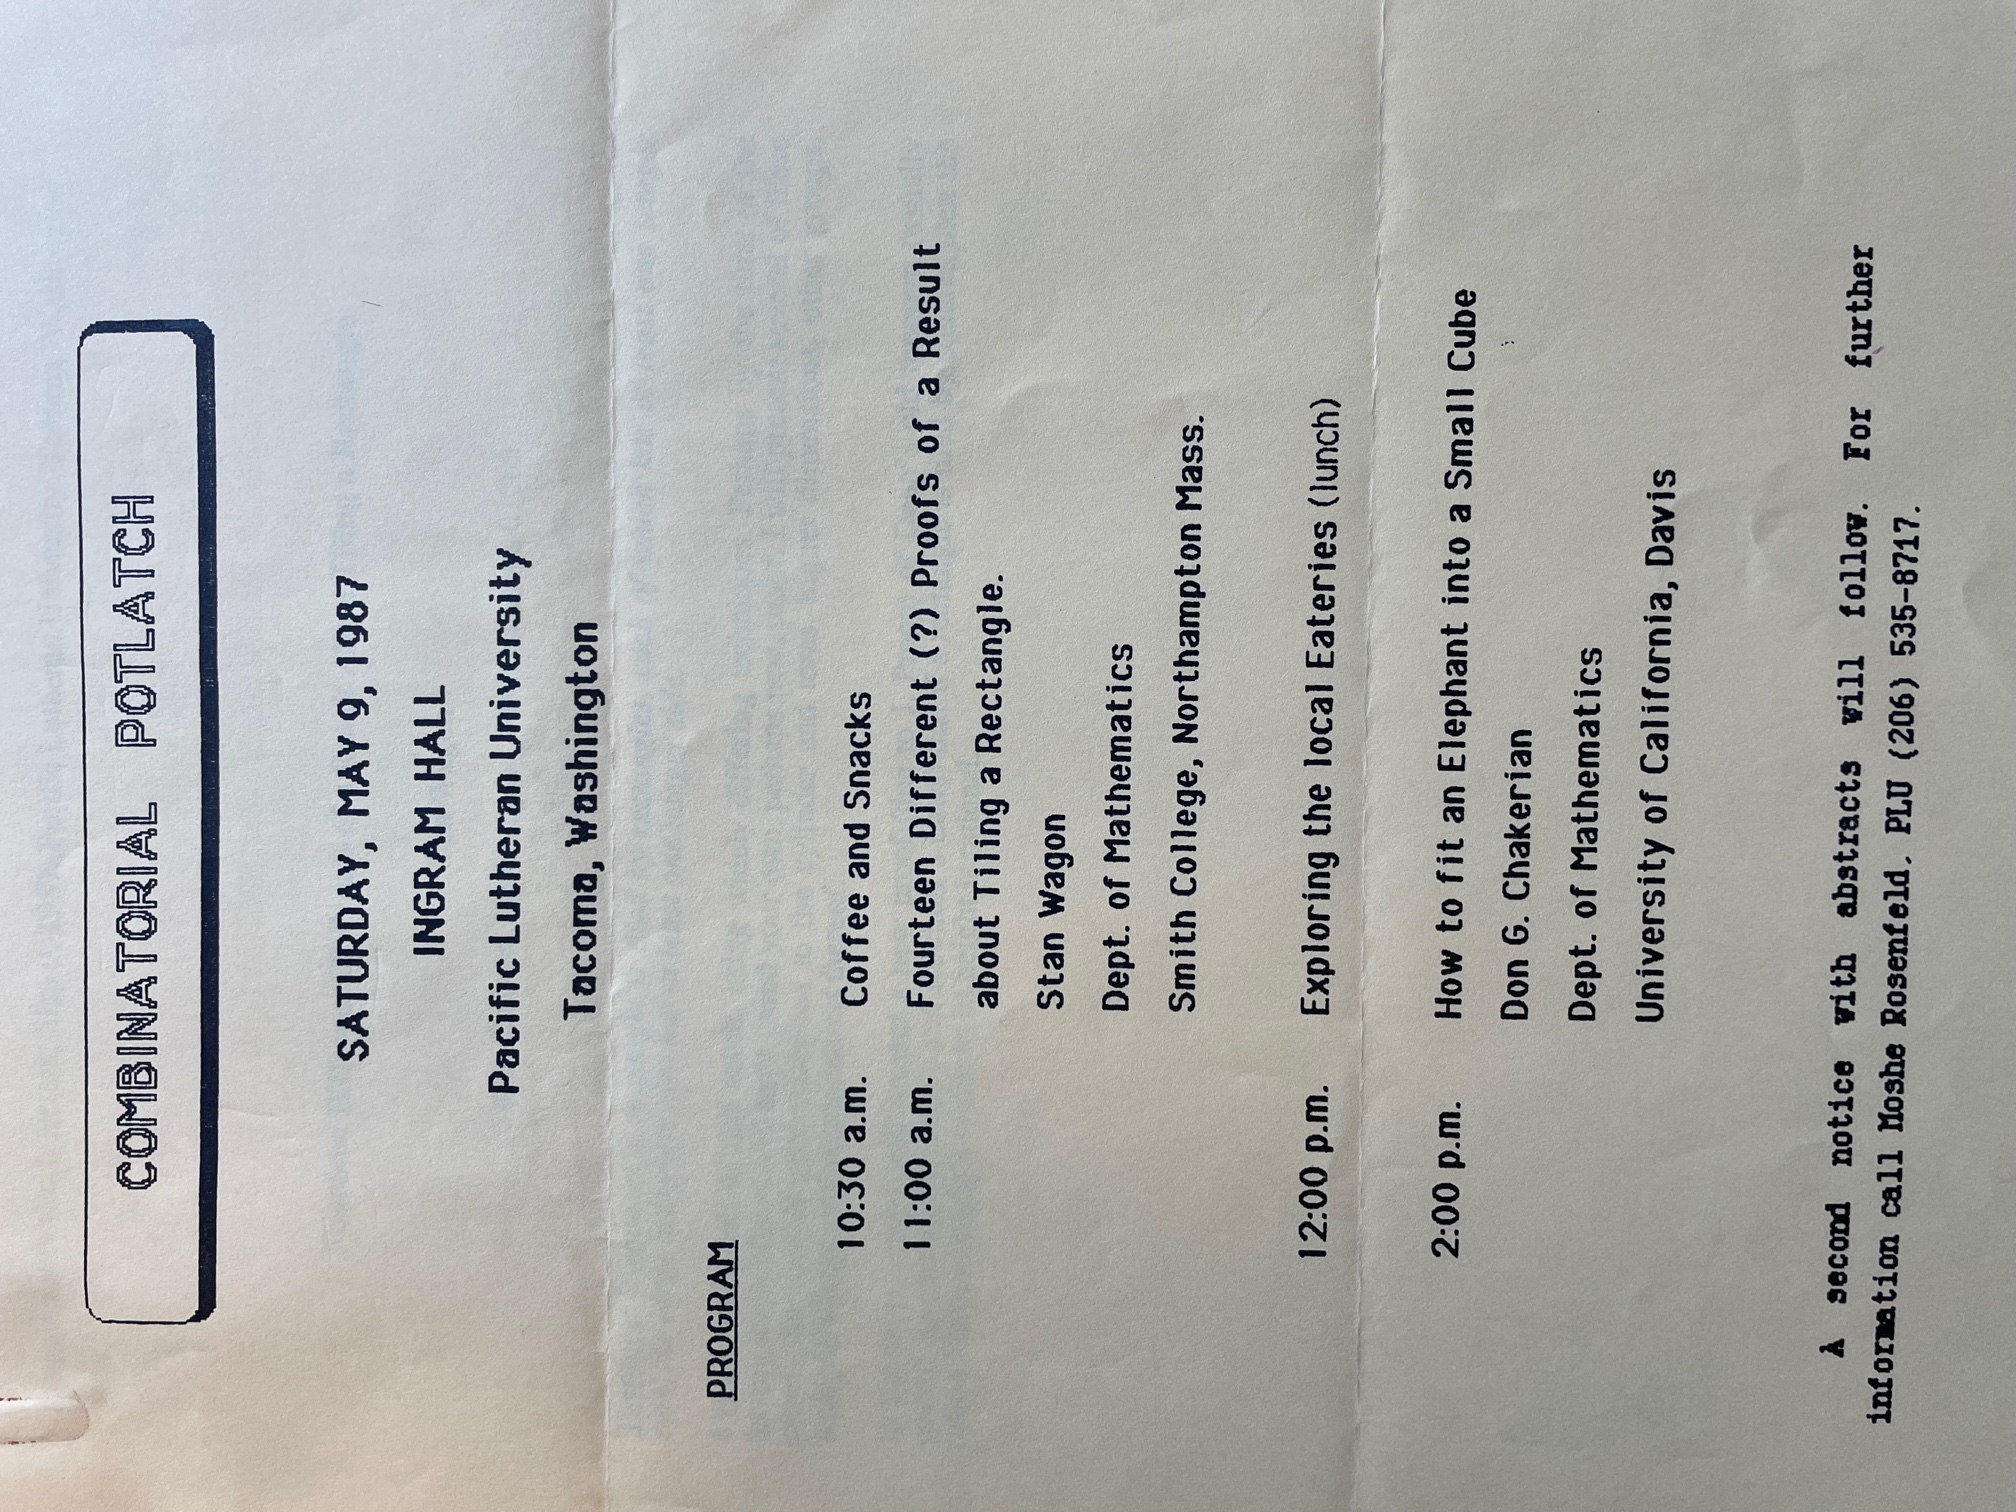 COMBINATORIAL POTLATCH
SATURDAY, MAY 9, 1987
INGRAM HALL
Pacific Lutheran University
Tacoma, Washington
PROGRAM
10:30 a.m. Coffee and Snacks
11:00 a.m. Fourteen Different (?) Proofs of a Result
about Tiling a Rectangle.
Stan Wagon
Dept. of Mathematics
Smith College, Northampton Mass.
12:00 p.m. Exploring the local Eateries (lunch)
2:00 p.m. How to fit an Elephant into a Small Cube
Don G. Chakerian
Dept. of Mathematics
University of California, Davis
A second notice with abstracts will follow. For further
information call Moshe Rosenfeld. PLU (206) 535-8717.